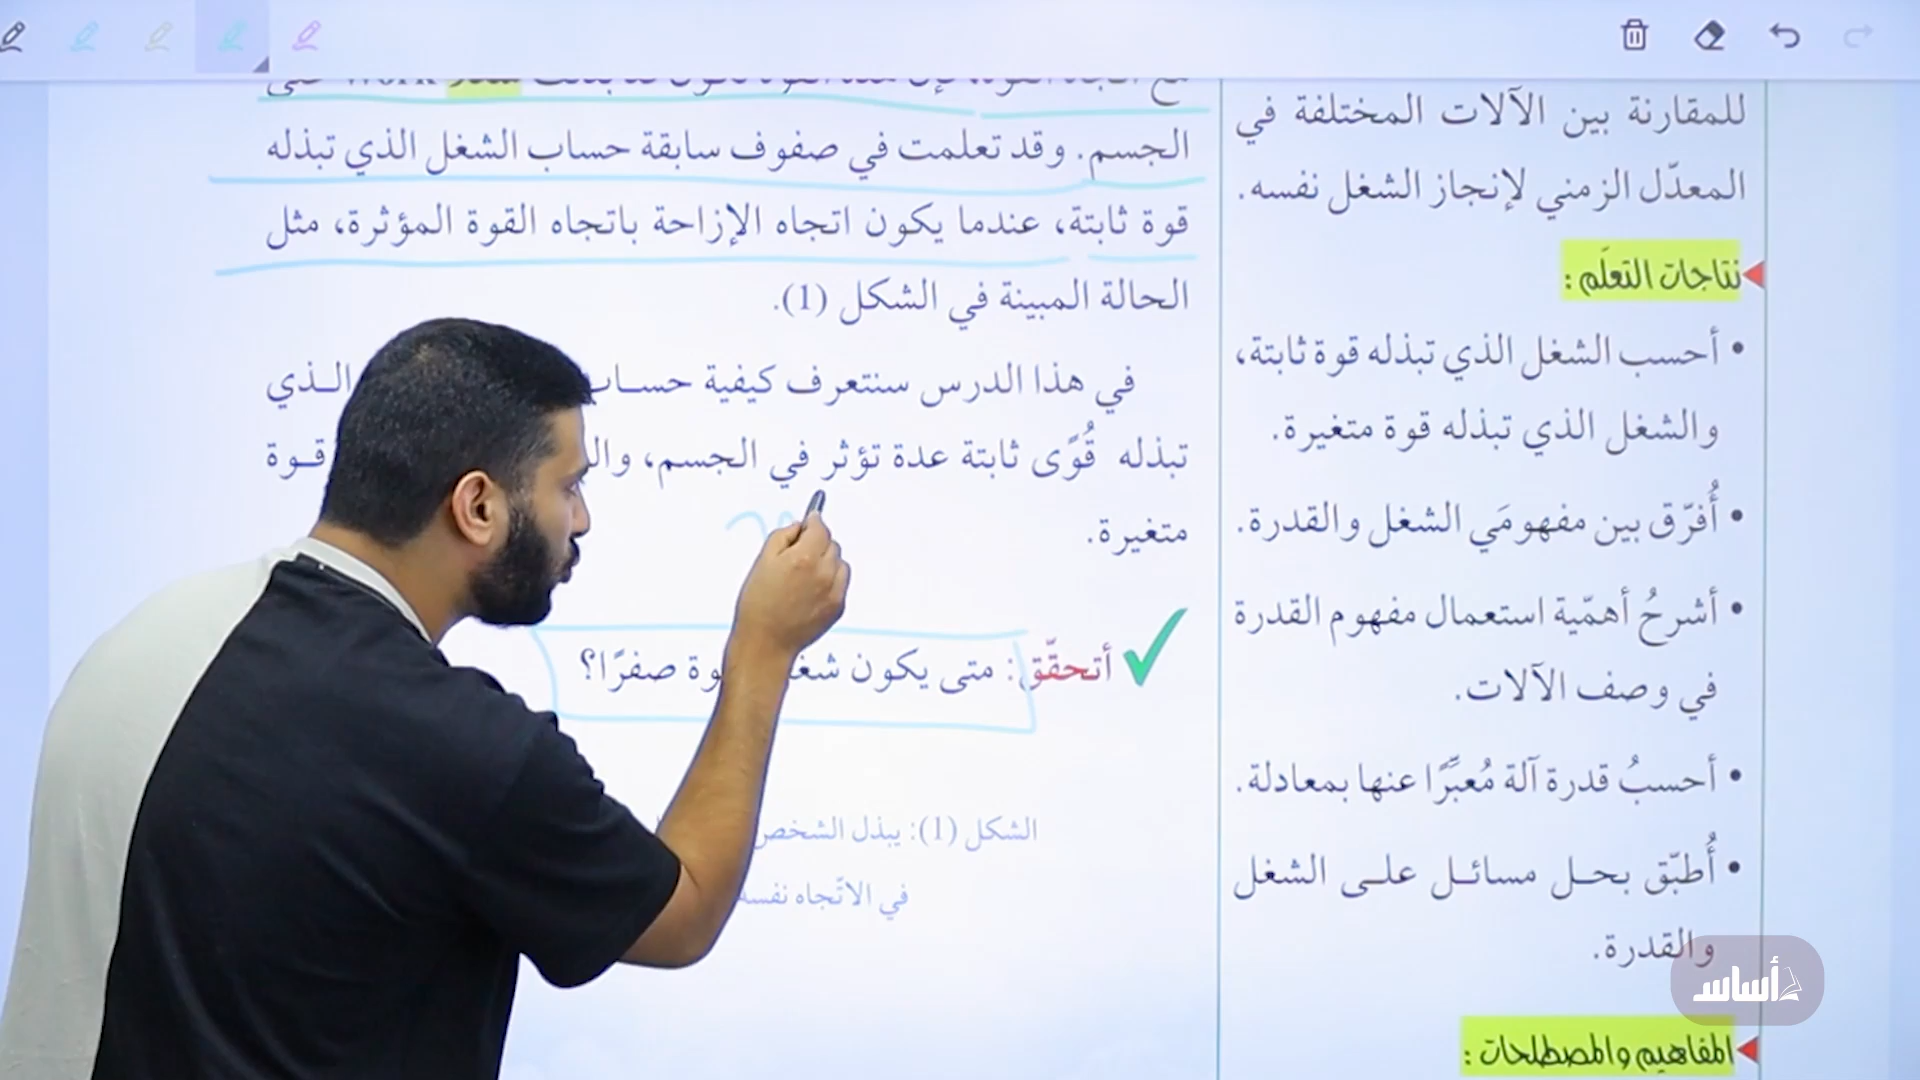 للمقارنة بين الآلات المختلفة في
المعدّل الزمني لإنجاز الشغل نفسه.
نتاجات التعلّم:
• أحسب الشغل الذي تبذله قوة ثابتة،
والشغل الذي تبذله قوة متغيرة.
• أُفرّق بين مفهومَي الشغل والقدرة.
• أشرحُ أهمّية استعمال مفهوم القدرة
في وصف الآلات.
• أحسبُ قدرة آلة مُعبَّرًا عنها بمعادلة.
• أُطبّق بحل مسائل على الشغل
والقدرة.
المفاهيم والمصطلحات:
الجسم. وقد تعلمت في صفوف سابقة حساب الشغل الذي تبذله
قوة ثابتة، عندما يكون اتجاه الإزاحة باتجاه القوة المؤثرة، مثل
الحالة المبينة في الشكل (1).
في هذا الدرس سنتعرف كيفية الذي
تبذله قُوًى ثابتة عدة تؤثر في الجسم، قوة
متغيرة.
أتحقّق: متى يكون صفرًا؟
الشكل (1): يبذل الشخص
في الاتّجاه نفسه
أساس